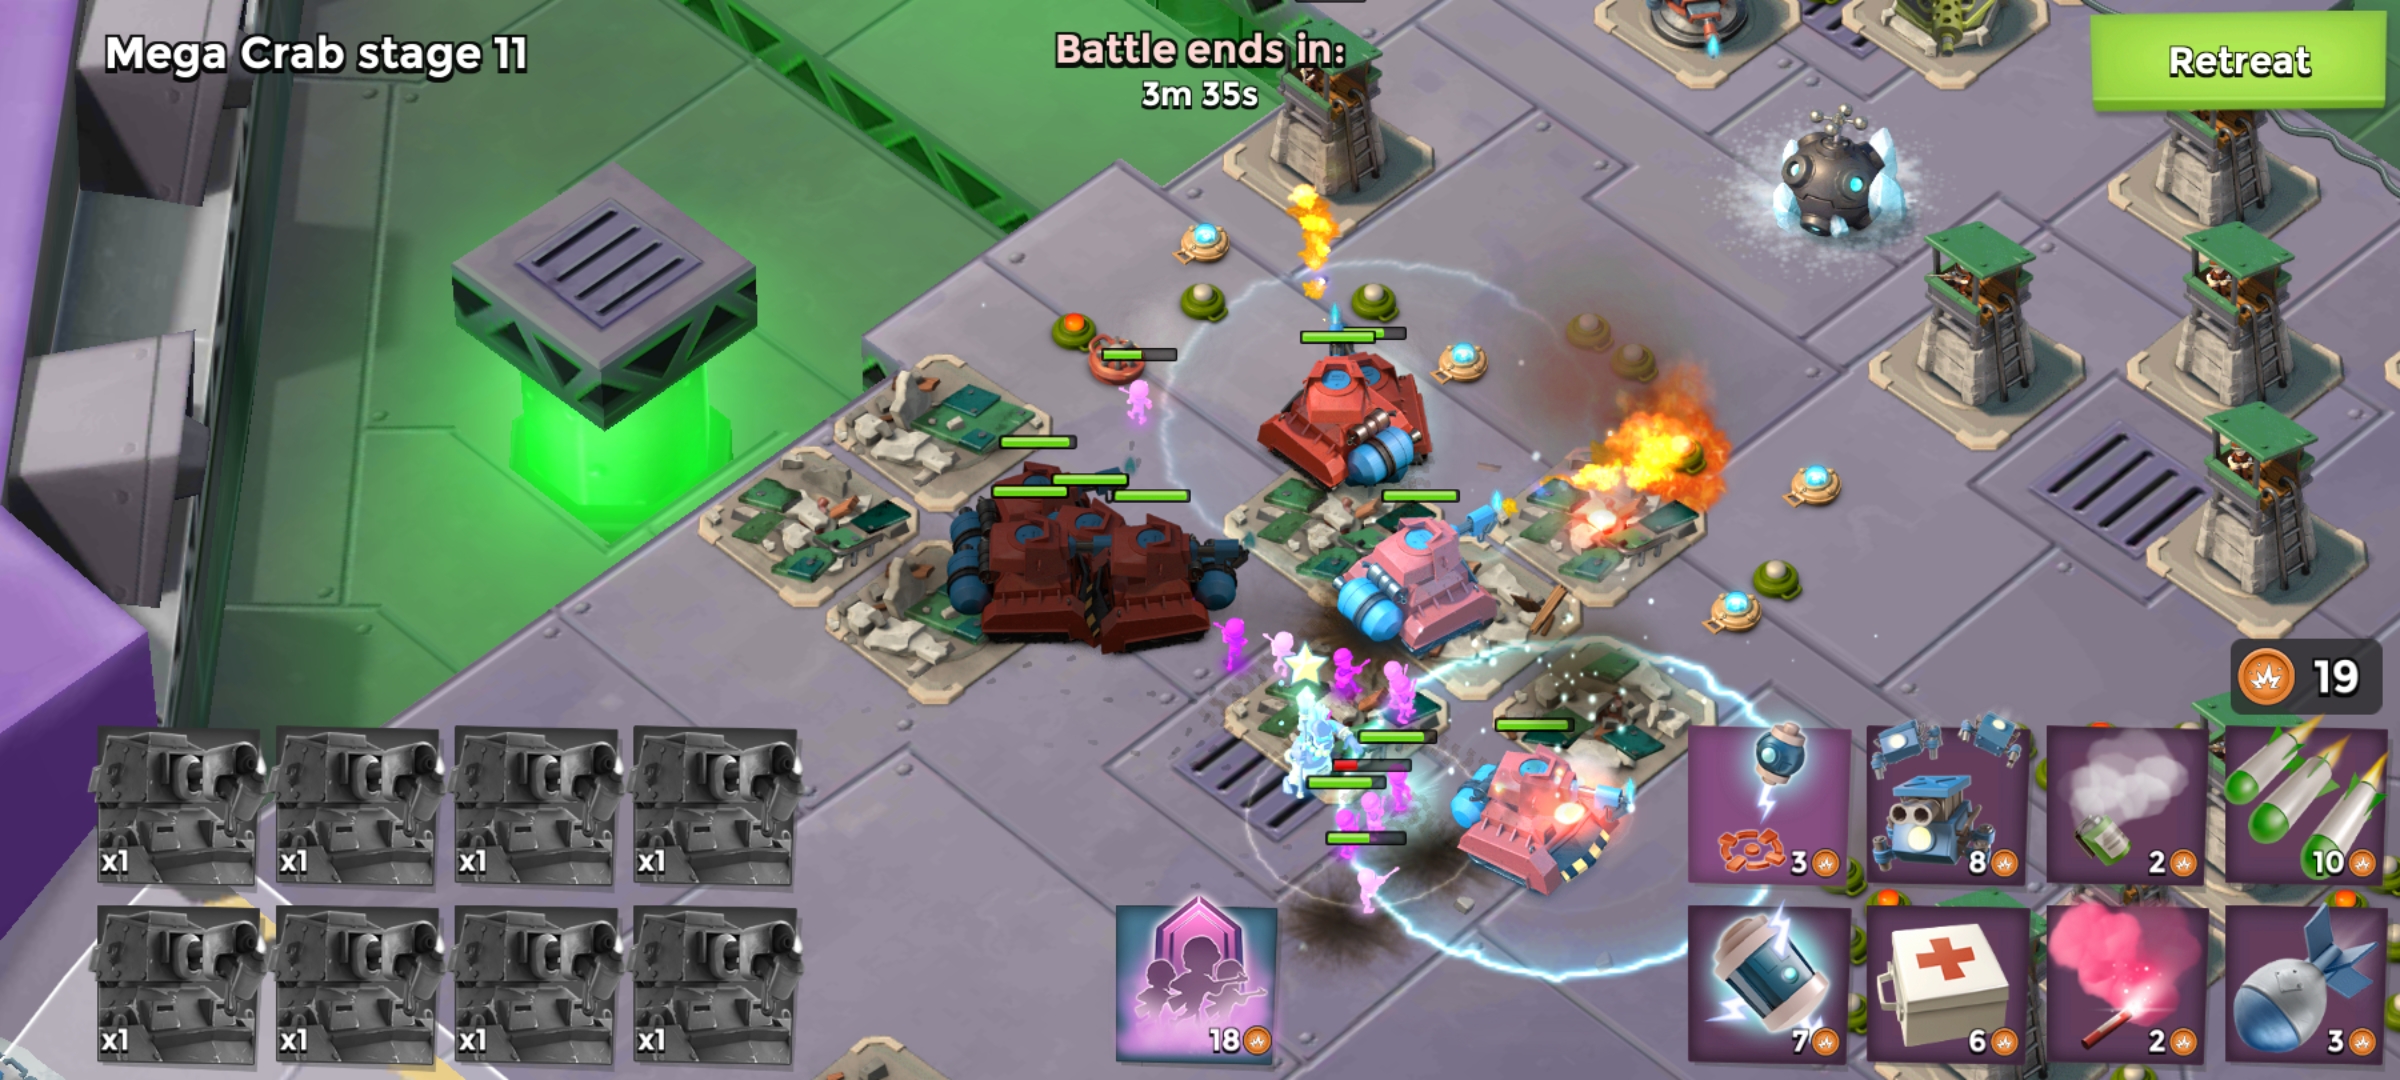 Mega Crab stage 11
Battle ends in:
3m 35s
Retreat
19
x1 x1 x1 x1
3 8 2 10
x1 x1 x1 x1
18
7 6 2 3